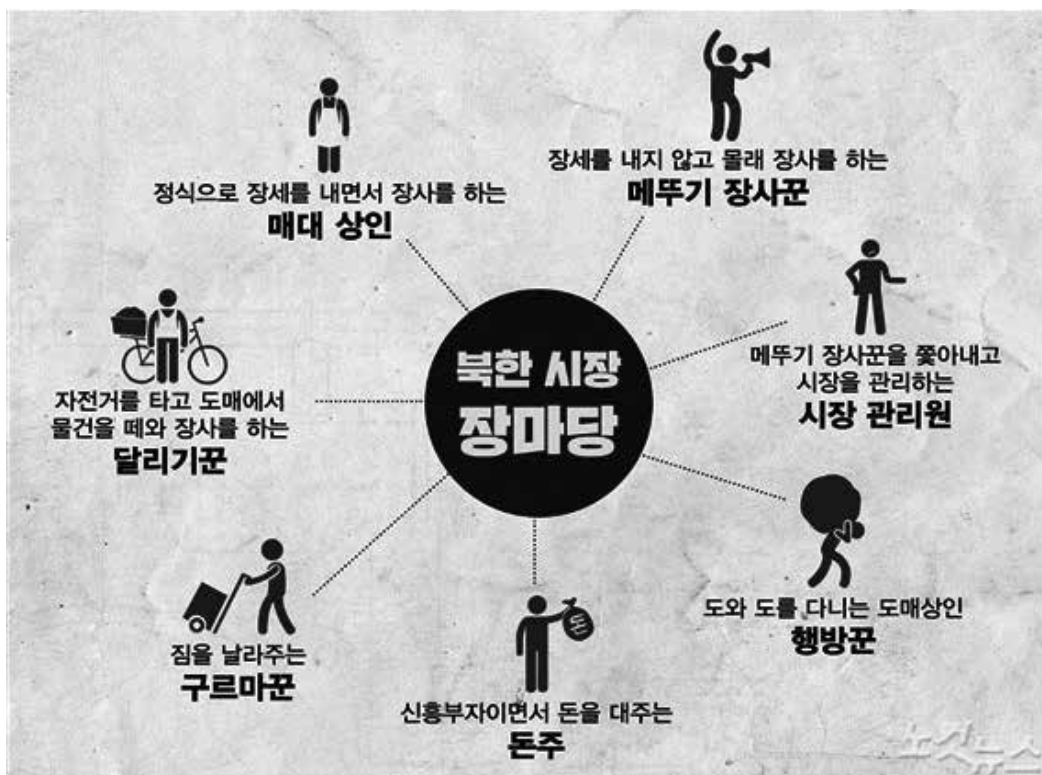 정식으로 장세를 내면서 장사를 하는
매대 상인
장세를 내지 않고 몰래 장사를 하는
메뚜기 장사꾼
메뚜기 장사꾼을 쫓아내고
시장을 관리하는
시장 관리원
북한 시장
장마당
자전거를 타고 도매에서
물건을 떼와 장사를 하는
달리기꾼
도와 도를 다니는 도매상인
행방꾼
짐을 날라주는
구르마꾼
돈
신흥부자이면서 돈을 대주는
돈주
노컷뉴스